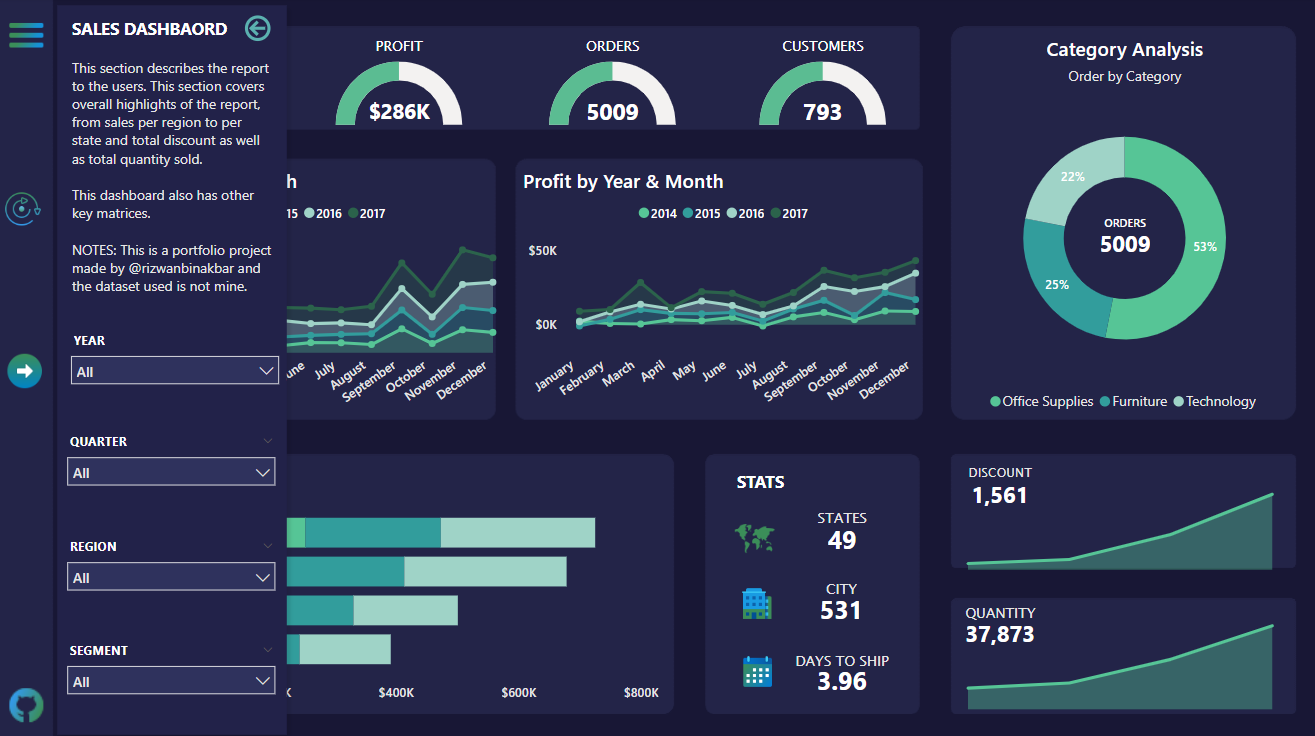 SALES DASHBAORD
This section describes the report
to the users. This section covers
overall highlights of the report,
from sales per region to per
state and total discount as well
as total quantity sold.
This dashboard also has other
key matrices.
NOTES: This is a portfolio project
made by @rizwanbinakbar and
the dataset used is not mine.
YEAR
All
QUARTER
All
REGION
All
SEGMENT
All
PROFIT
$286K
ORDERS
5009
CUSTOMERS
793
h
15 2016 2017
une July August September October November December
Profit by Year & Month
2014 2015 2016 2017
$50K
$0K
January February March April May June July August September October November December
Category Analysis
Order by Category
22%
53%
25%
ORDERS
5009
Office Supplies Furniture Technology
K $400K $600K $800K
STATS
STATES
49
CITY
531
DAYS TO SHIP
3.96
DISCOUNT
1,561
QUANTITY
37,873